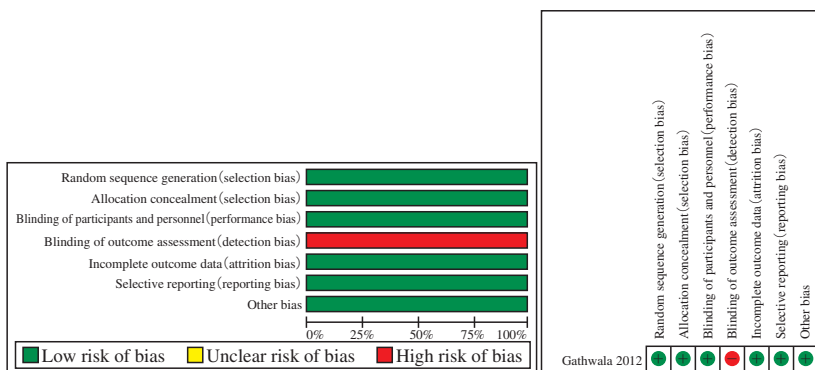 Random sequence generation(selection bias)
Allocation concealment(selection bias)
Blinding of participants and personnel(performance bias)
Blinding of outcome assessment(detection bias)
Incomplete outcome data(attrition bias)
Selective reporting(reporting bias)
Other bias
0% 25% 50% 75% 100%
Low risk of bias Unclear risk of bias High risk of bias
Random sequence generation(selection bias)
Allocation concealment(selection bias)
Blinding of participants and personnel(performance bias)
Blinding of outcome assessment(detection bias)
Incomplete outcome data(attrition bias)
Selective reporting(reporting bias)
Other bias
Gathwala 2012 + + + − + + +